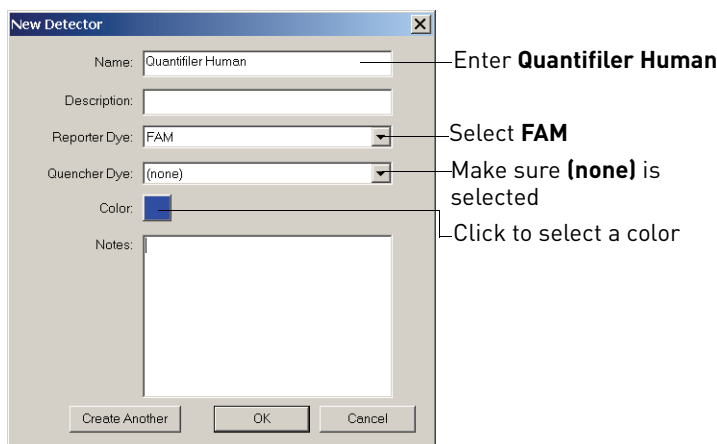 New Detector
Name: Quantifiler Human
Enter Quantifiler Human
Description:
Reporter Dye: FAM
Select FAM
Quencher Dye: (none)
Make sure (none) is
selected
Color:
Click to select a color
Notes:
Create Another OK Cancel